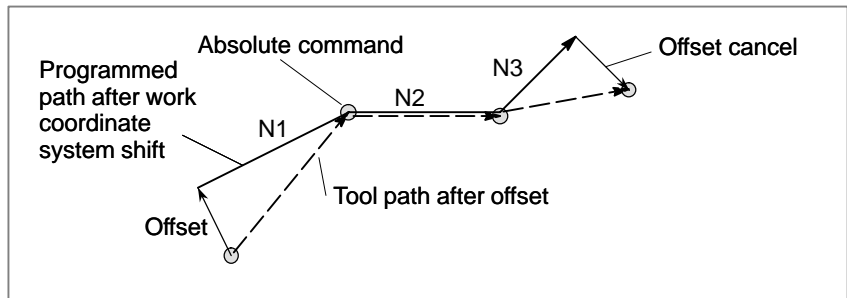 Absolute command
Offset cancel
Programmed
path after work
coordinate
system shift
N1
N2
N3
Tool path after offset
Offset